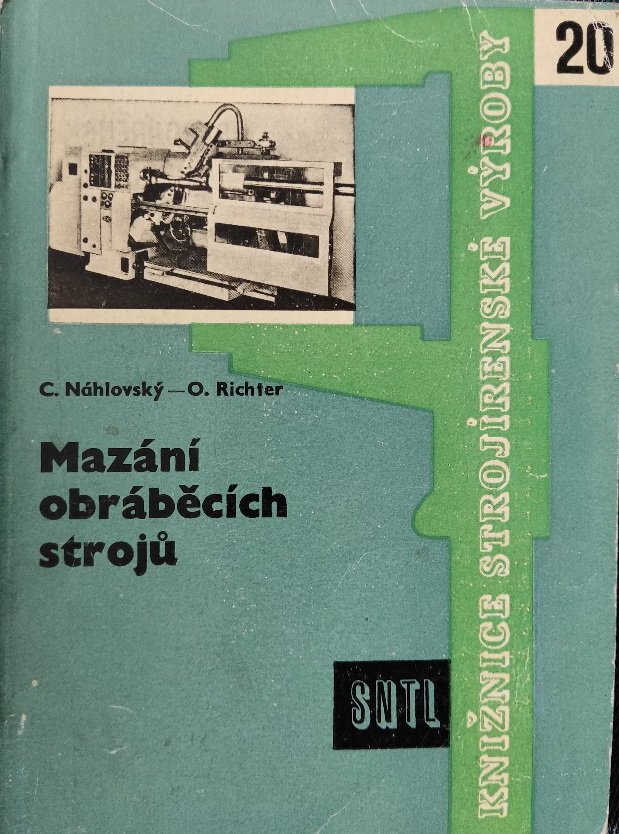 20
KNIŽNICE STROJÍRENSKÉ VÝROBY
C. Náhlovský—O. Richter
Mazání
obráběcích
strojů
SNTL